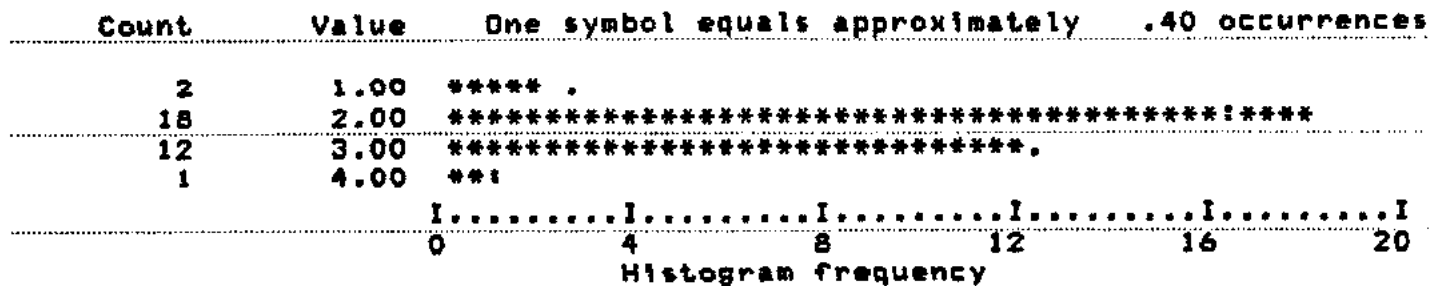 Count Value One symbol equals approximately .40 occurrences
2 1.00 ***** .
18 2.00 ****************************************:****
12 3.00 ******************************.
1 4.00 **:
I.........I.........I.........I.........I.........I
0 4 8 12 16 20
Histogram frequency